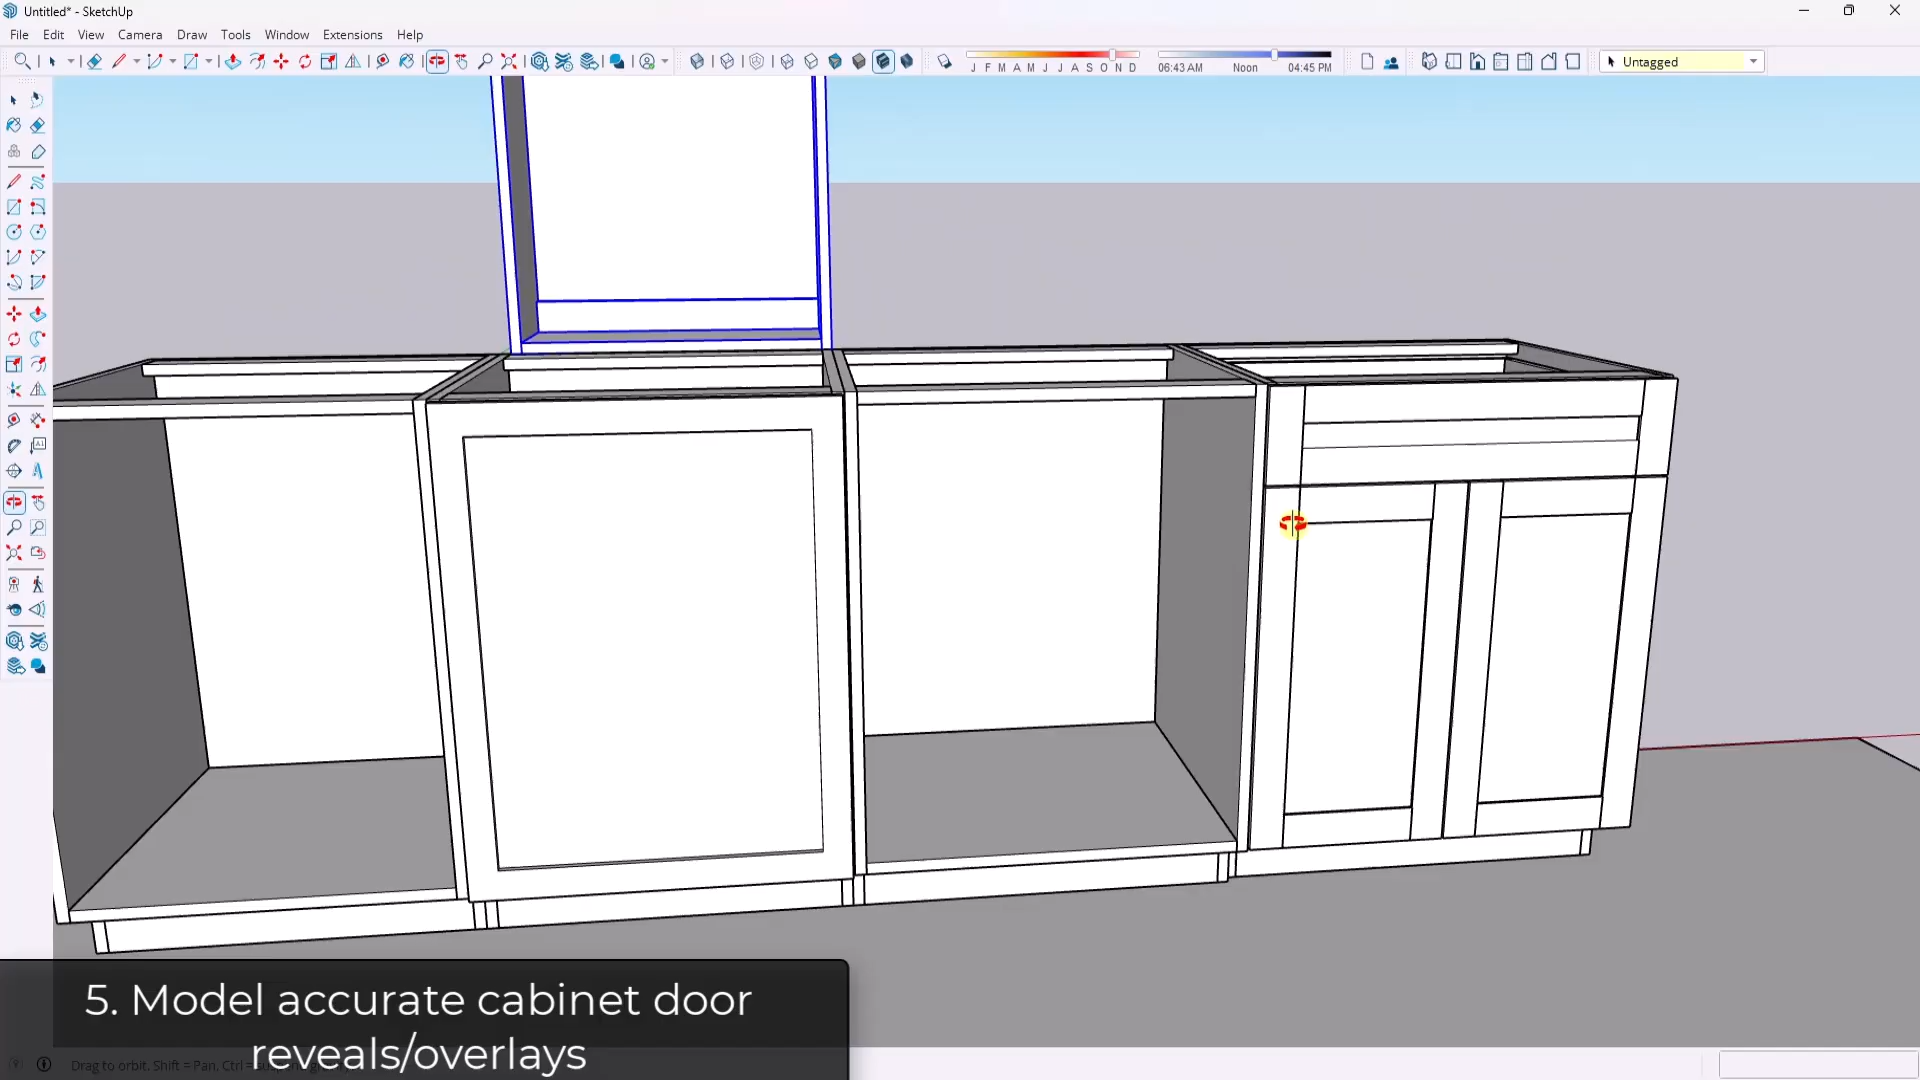 Untitled* - SketchUp
File Edit View Camera Draw Tools Window Extensions Help
J F M A M J J A S O N D
06:43 AM Noon 04:45 PM
Untagged
5. Model accurate cabinet door
reveals/overlays
Drag to orbit. Shift = Pan, Ctrl =